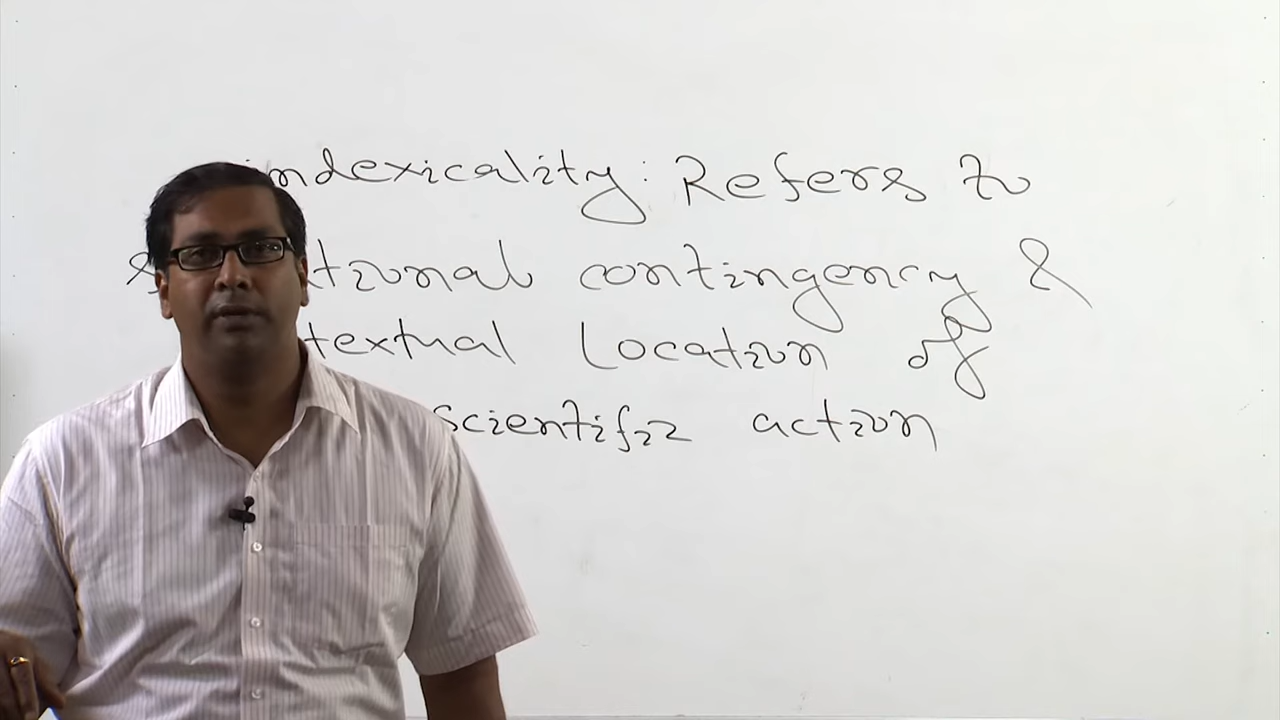 indexicality: Refers to
contingency &
location of
scientific action